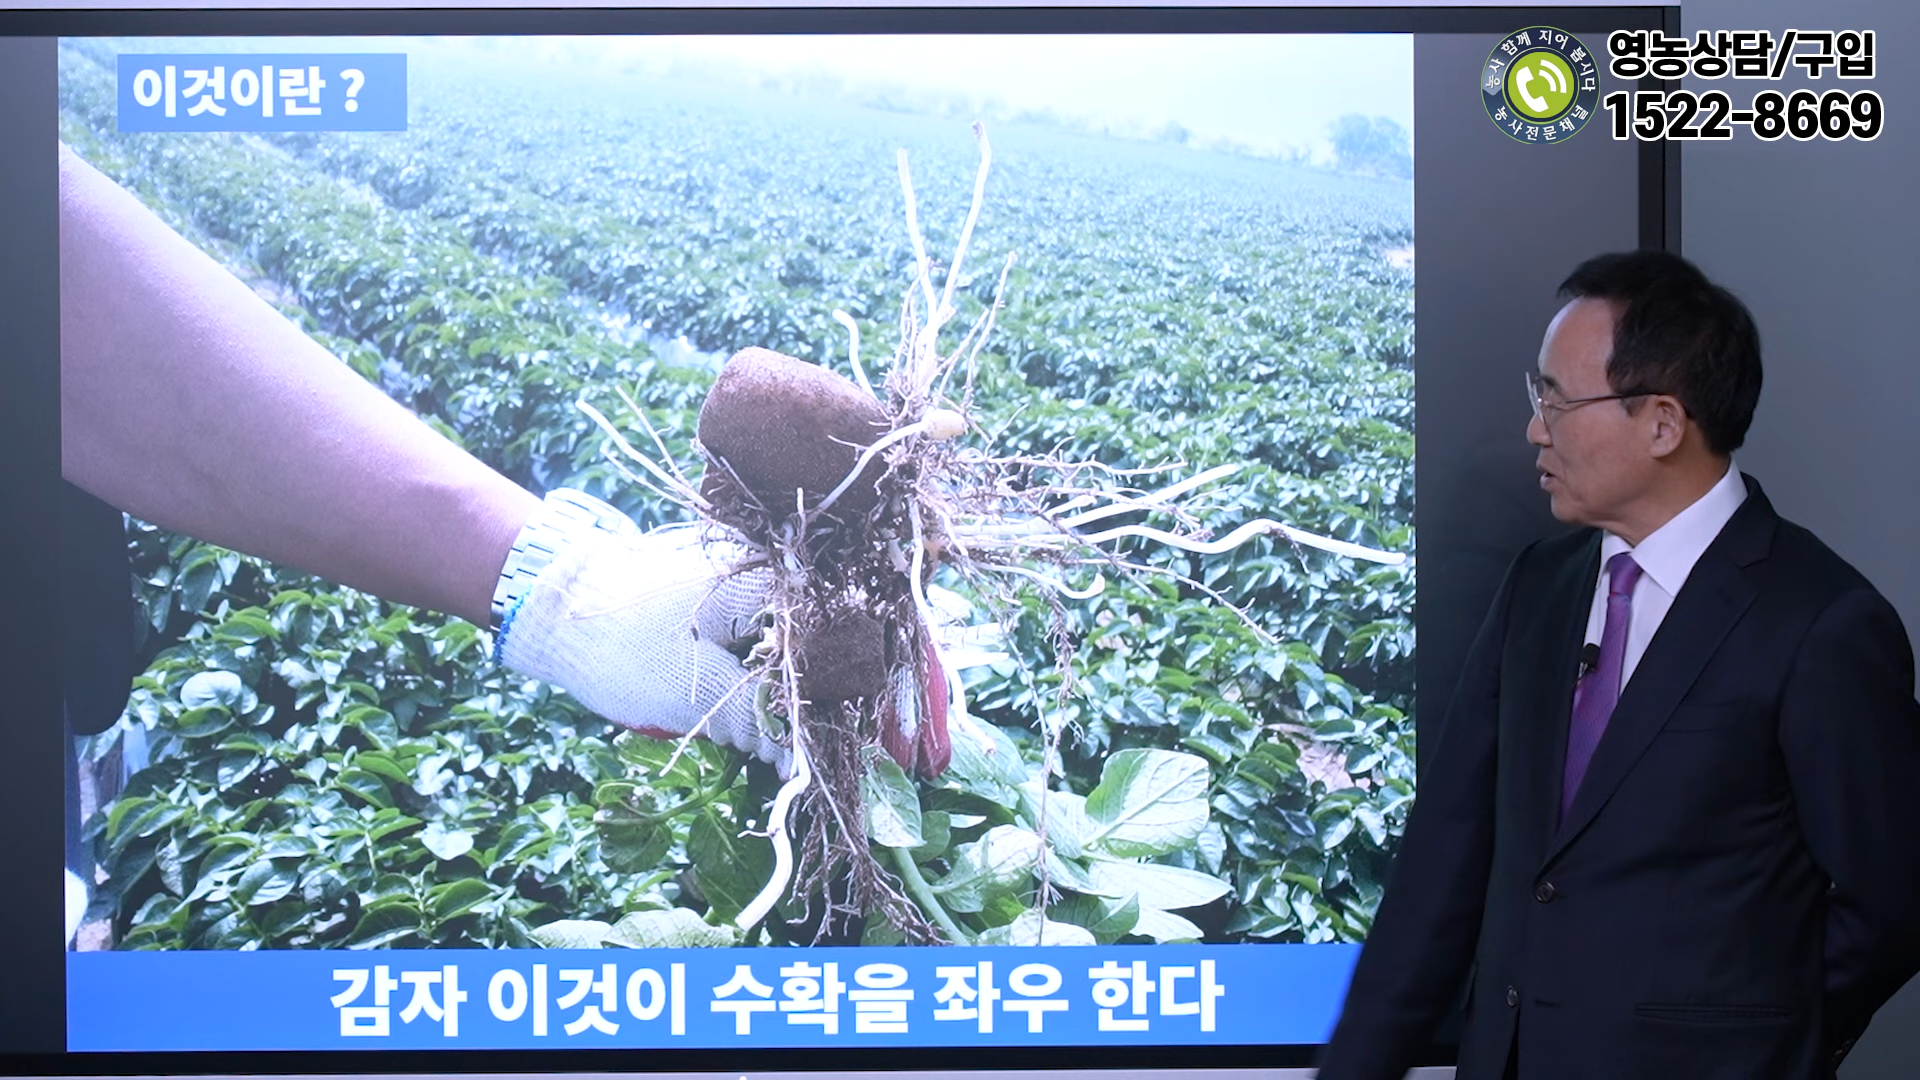 이것이란 ?
농사 함께 지어 봅시다
농사전문채널
영농상담/구입
1522-8669
감자 이것이 수확을 좌우 한다